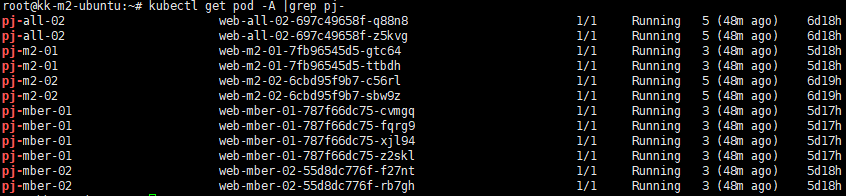 root@kk-m2-ubuntu:~# kubectl get pod -A |grep pj-
pj-all-02 web-all-02-697c49658f-q88n8 1/1 Running 5 (48m ago) 6d18h
pj-all-02 web-all-02-697c49658f-z5kvg 1/1 Running 5 (48m ago) 6d18h
pj-m2-01 web-m2-01-7fb96545d5-gtc64 1/1 Running 3 (48m ago) 5d18h
pj-m2-01 web-m2-01-7fb96545d5-ttbdh 1/1 Running 3 (48m ago) 5d18h
pj-m2-02 web-m2-02-6cbd95f9b7-c56rl 1/1 Running 5 (48m ago) 6d19h
pj-m2-02 web-m2-02-6cbd95f9b7-sbw9z 1/1 Running 5 (48m ago) 6d19h
pj-mber-01 web-mber-01-787f66dc75-cvmgq 1/1 Running 3 (48m ago) 5d17h
pj-mber-01 web-mber-01-787f66dc75-fqrg9 1/1 Running 3 (48m ago) 5d17h
pj-mber-01 web-mber-01-787f66dc75-xjl94 1/1 Running 3 (48m ago) 5d17h
pj-mber-01 web-mber-01-787f66dc75-z2skl 1/1 Running 3 (48m ago) 5d17h
pj-mber-02 web-mber-02-55d8dc776f-f27nt 1/1 Running 3 (48m ago) 5d18h
pj-mber-02 web-mber-02-55d8dc776f-rb7gh 1/1 Running 3 (48m ago) 5d18h